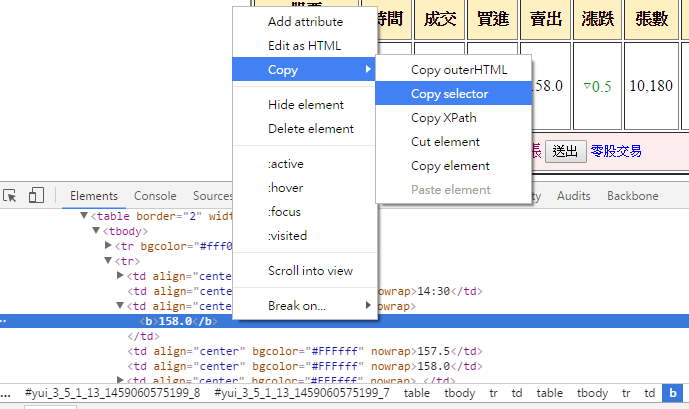 時間 成交 買進 賣出 漲跌 張數
Add attribute
Edit as HTML
Copy
Copy outerHTML
58.0 ▽0.5 10,180
Copy selector
Hide element
Copy XPath
Delete element
Cut element
張 送出 零股交易
:active
Copy element
:hover
Paste element
Elements Console Sources ity Audits Backbone
:focus
<table border="2" widt
:visited
<tbody>
<tr bgcolor="#fff0
<tr>
Scroll into view
<td align="center
<td align="center nowrap>14:30</td>
<td align="center nowrap>
Break on...
<b>158.0</b>
</td>
<td align="center" bgcolor="#FFFfff" nowrap>157.5</td>
<td align="center" bgcolor="#FFFfff" nowrap>158.0</td>
<td align="center" bgcolor="#FFFfff" nowrap> </td>
... #yui_3_5_1_13_1459060575199_8 #yui_3_5_1_13_1459060575199_7 table tbody tr td table tbody tr td b